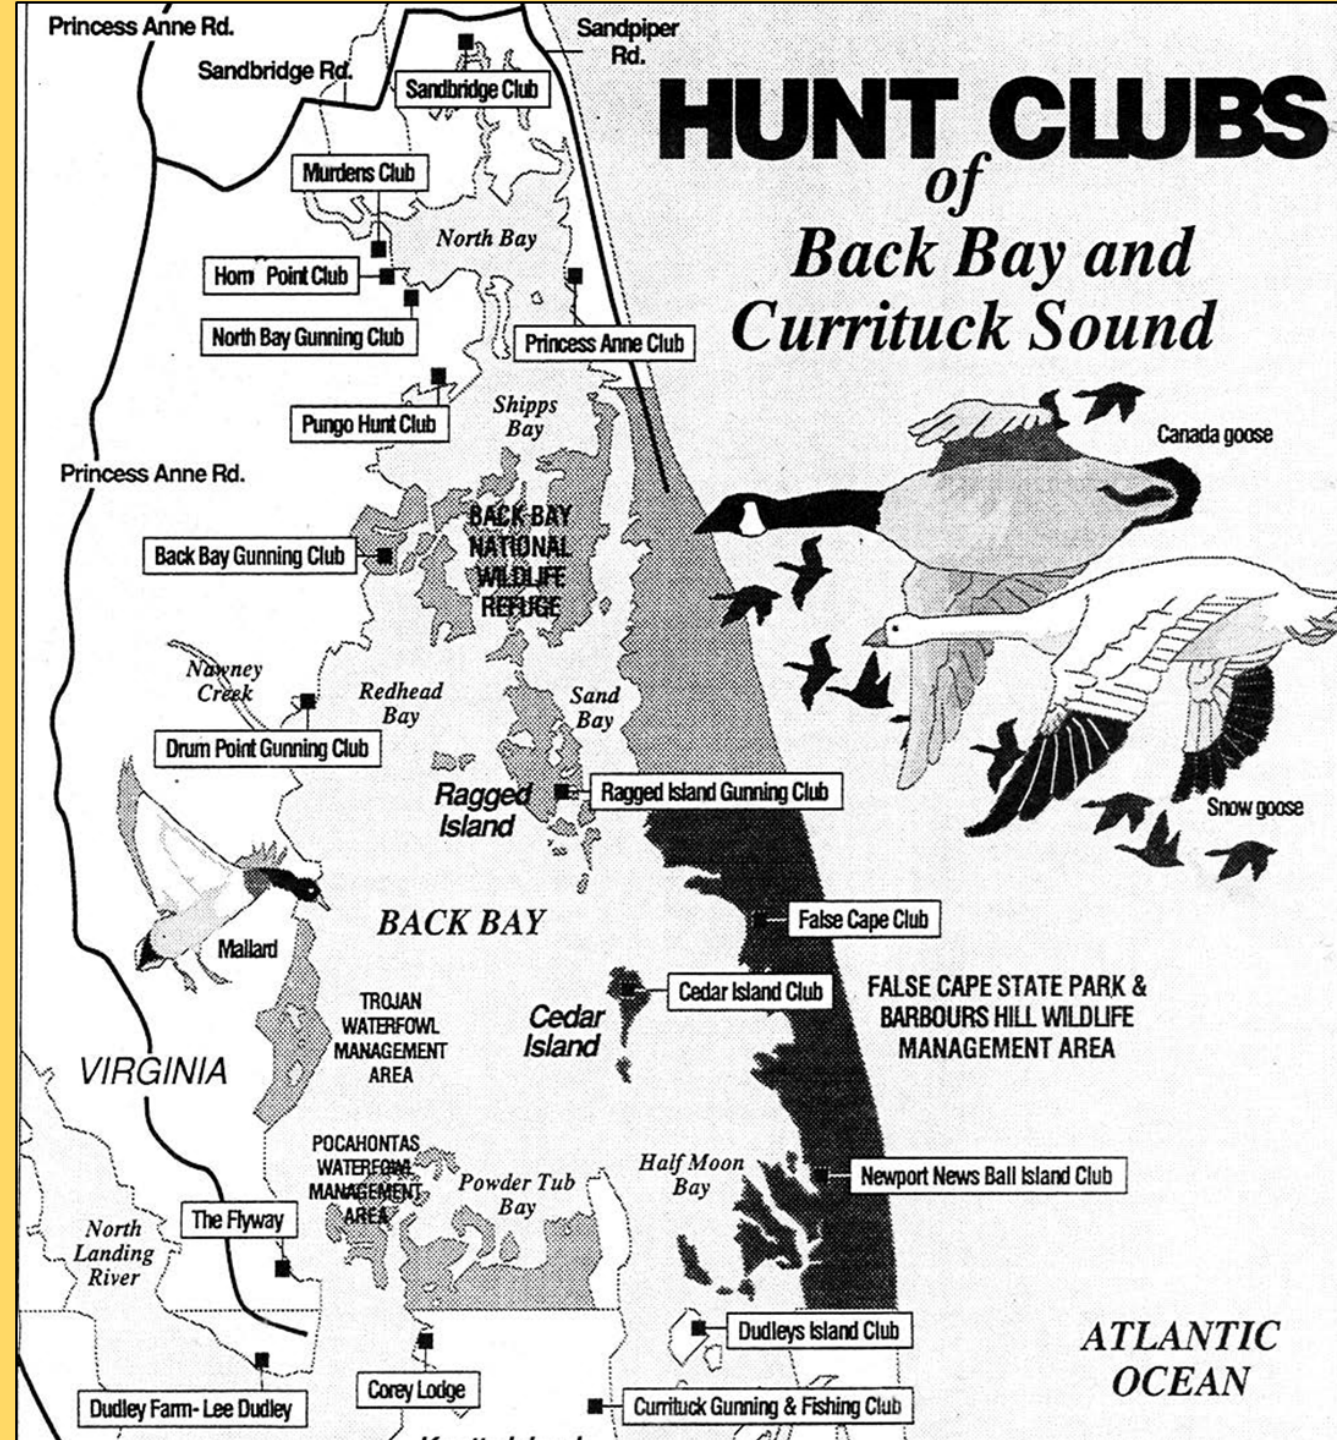 Princess Anne Rd.
Sandpiper
Rd.
Sandbridge Rd.
Sandbridge Club
HUNT CLUBS
of
Back Bay and
Currituck Sound
Murdens Club
North Bay
Horn Point Club
North Bay Gunning Club
Princess Anne Club
Pungo Hunt Club
Shipps
Bay
Canada goose
Princess Anne Rd.
BACK BAY
NATIONAL
WILDLIFE
REFUGE
Back Bay Gunning Club
Nawney
Creek
Redhead
Bay
Sand
Bay
Drum Point Gunning Club
Ragged
Island
Ragged Island Gunning Club
Snow goose
BACK BAY
False Cape Club
Mallard
Cedar Island Club
FALSE CAPE STATE PARK &
BARBOURS HILL WILDLIFE
MANAGEMENT AREA
TROJAN
WATERFOWL
MANAGEMENT
AREA
Cedar
Island
VIRGINIA
POCAHONTAS
WATERFOWL
MANAGEMENT
AREA
Powder Tub
Bay
Half Moon
Bay
Newport News Ball Island Club
The Flyway
North
Landing
River
Dudleys Island Club
ATLANTIC
OCEAN
Corey Lodge
Dudley Farm- Lee Dudley
Currituck Gunning & Fishing Club